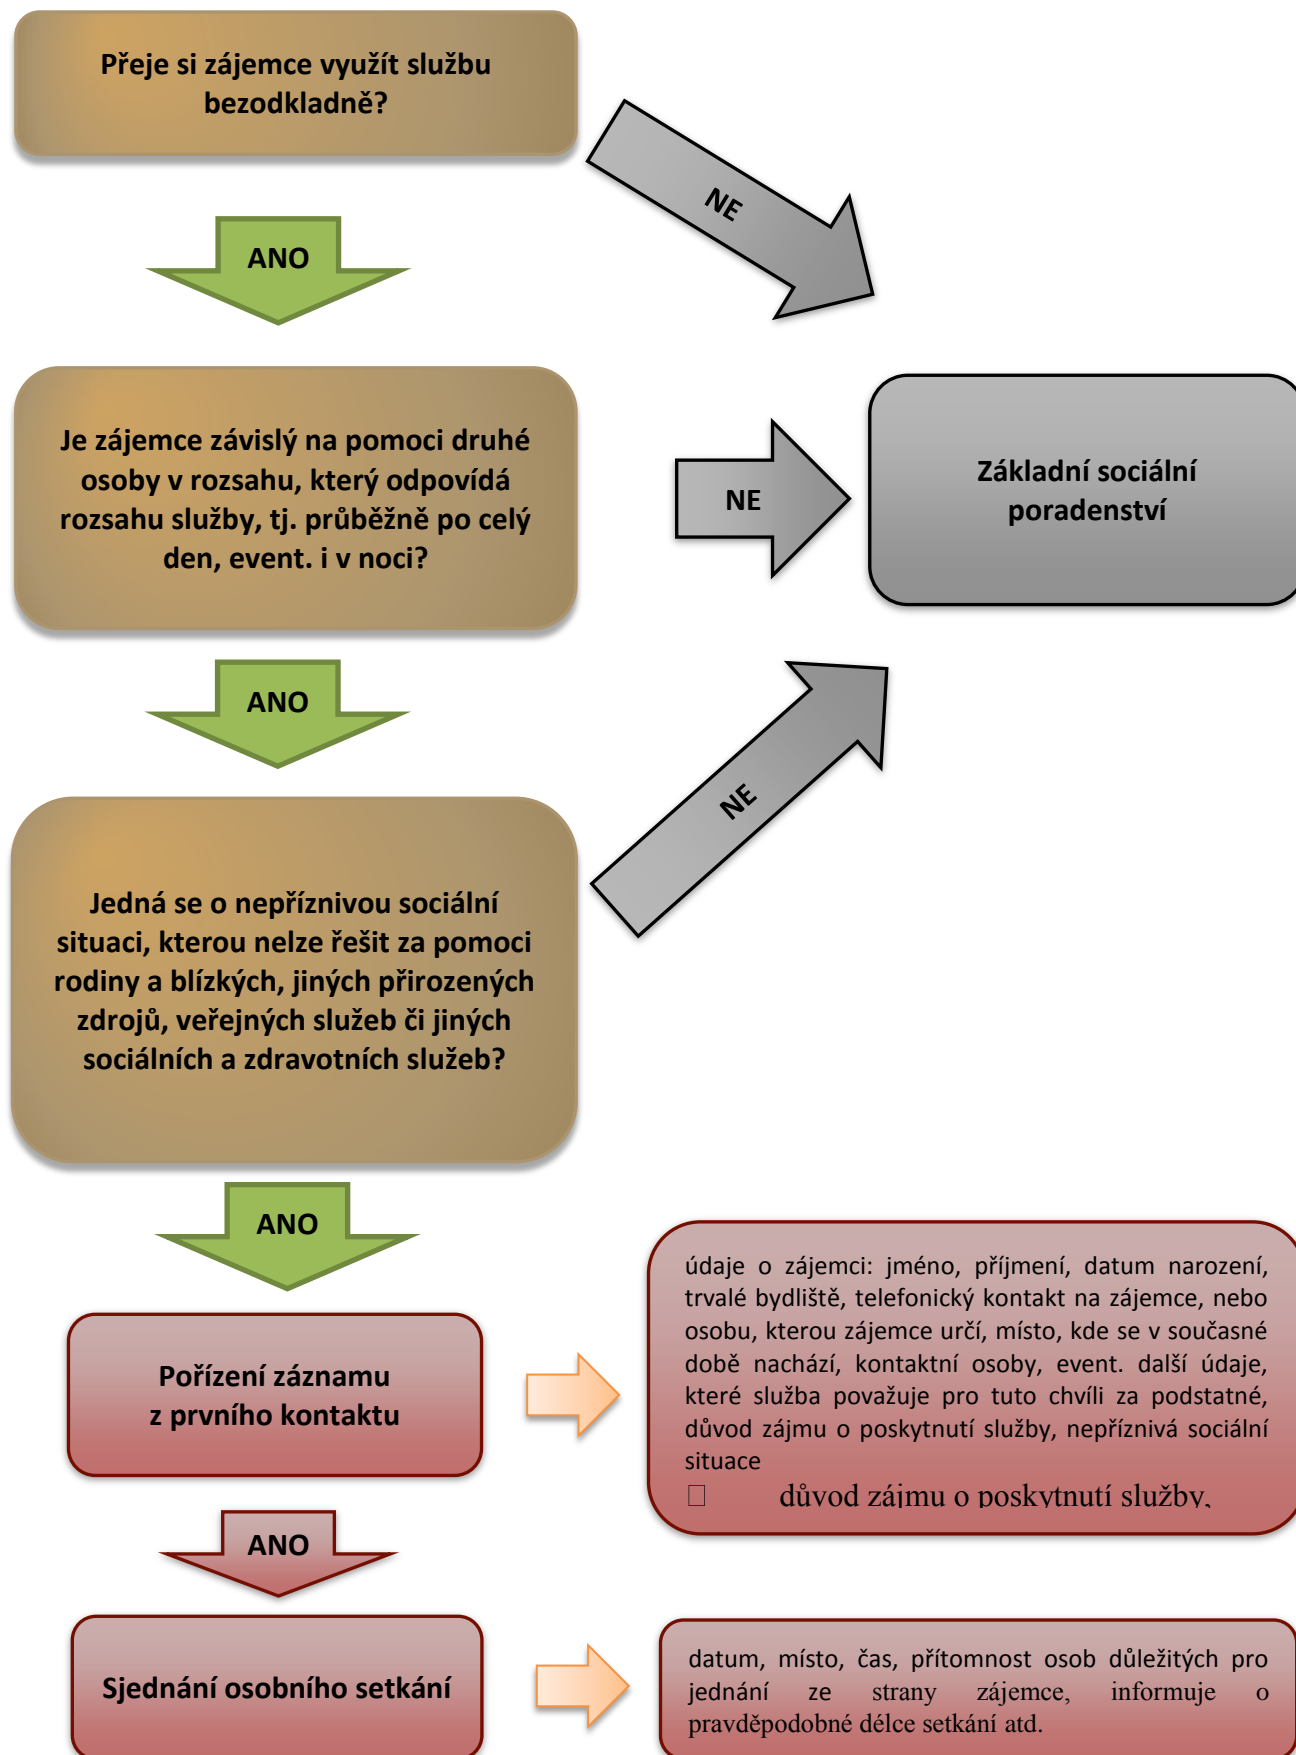 Přeje si zájemce využít službu
bezodkladně?
NE
ANO
Je zájemce závislý na pomoci druhé
osoby v rozsahu, který odpovídá
rozsahu služby, tj. průběžně po celý
den, event. i v noci?
NE
Základní sociální
poradenství
ANO
NE
Jedná se o nepříznivou sociální
situaci, kterou nelze řešit za pomoci
rodiny a blízkých, jiných přirozených
zdrojů, veřejných služeb či jiných
sociálních a zdravotních služeb?
ANO
Pořízení záznamu
z prvního kontaktu
údaje o zájemci: jméno, příjmení, datum narození,
trvalé bydliště, telefonický kontakt na zájemce, nebo
osobu, kterou zájemce určí, místo, kde se v současné
době nachází, kontaktní osoby, event. další údaje,
které služba považuje pro tuto chvíli za podstatné,
důvod zájmu o poskytnutí služby, nepříznivá sociální
situace
důvod zájmu o poskytnutí služby,
ANO
Sjednání osobního setkání
datum, místo, čas, přítomnost osob důležitých pro
jednání ze strany zájemce, informuje o
pravděpodobné délce setkání atd.